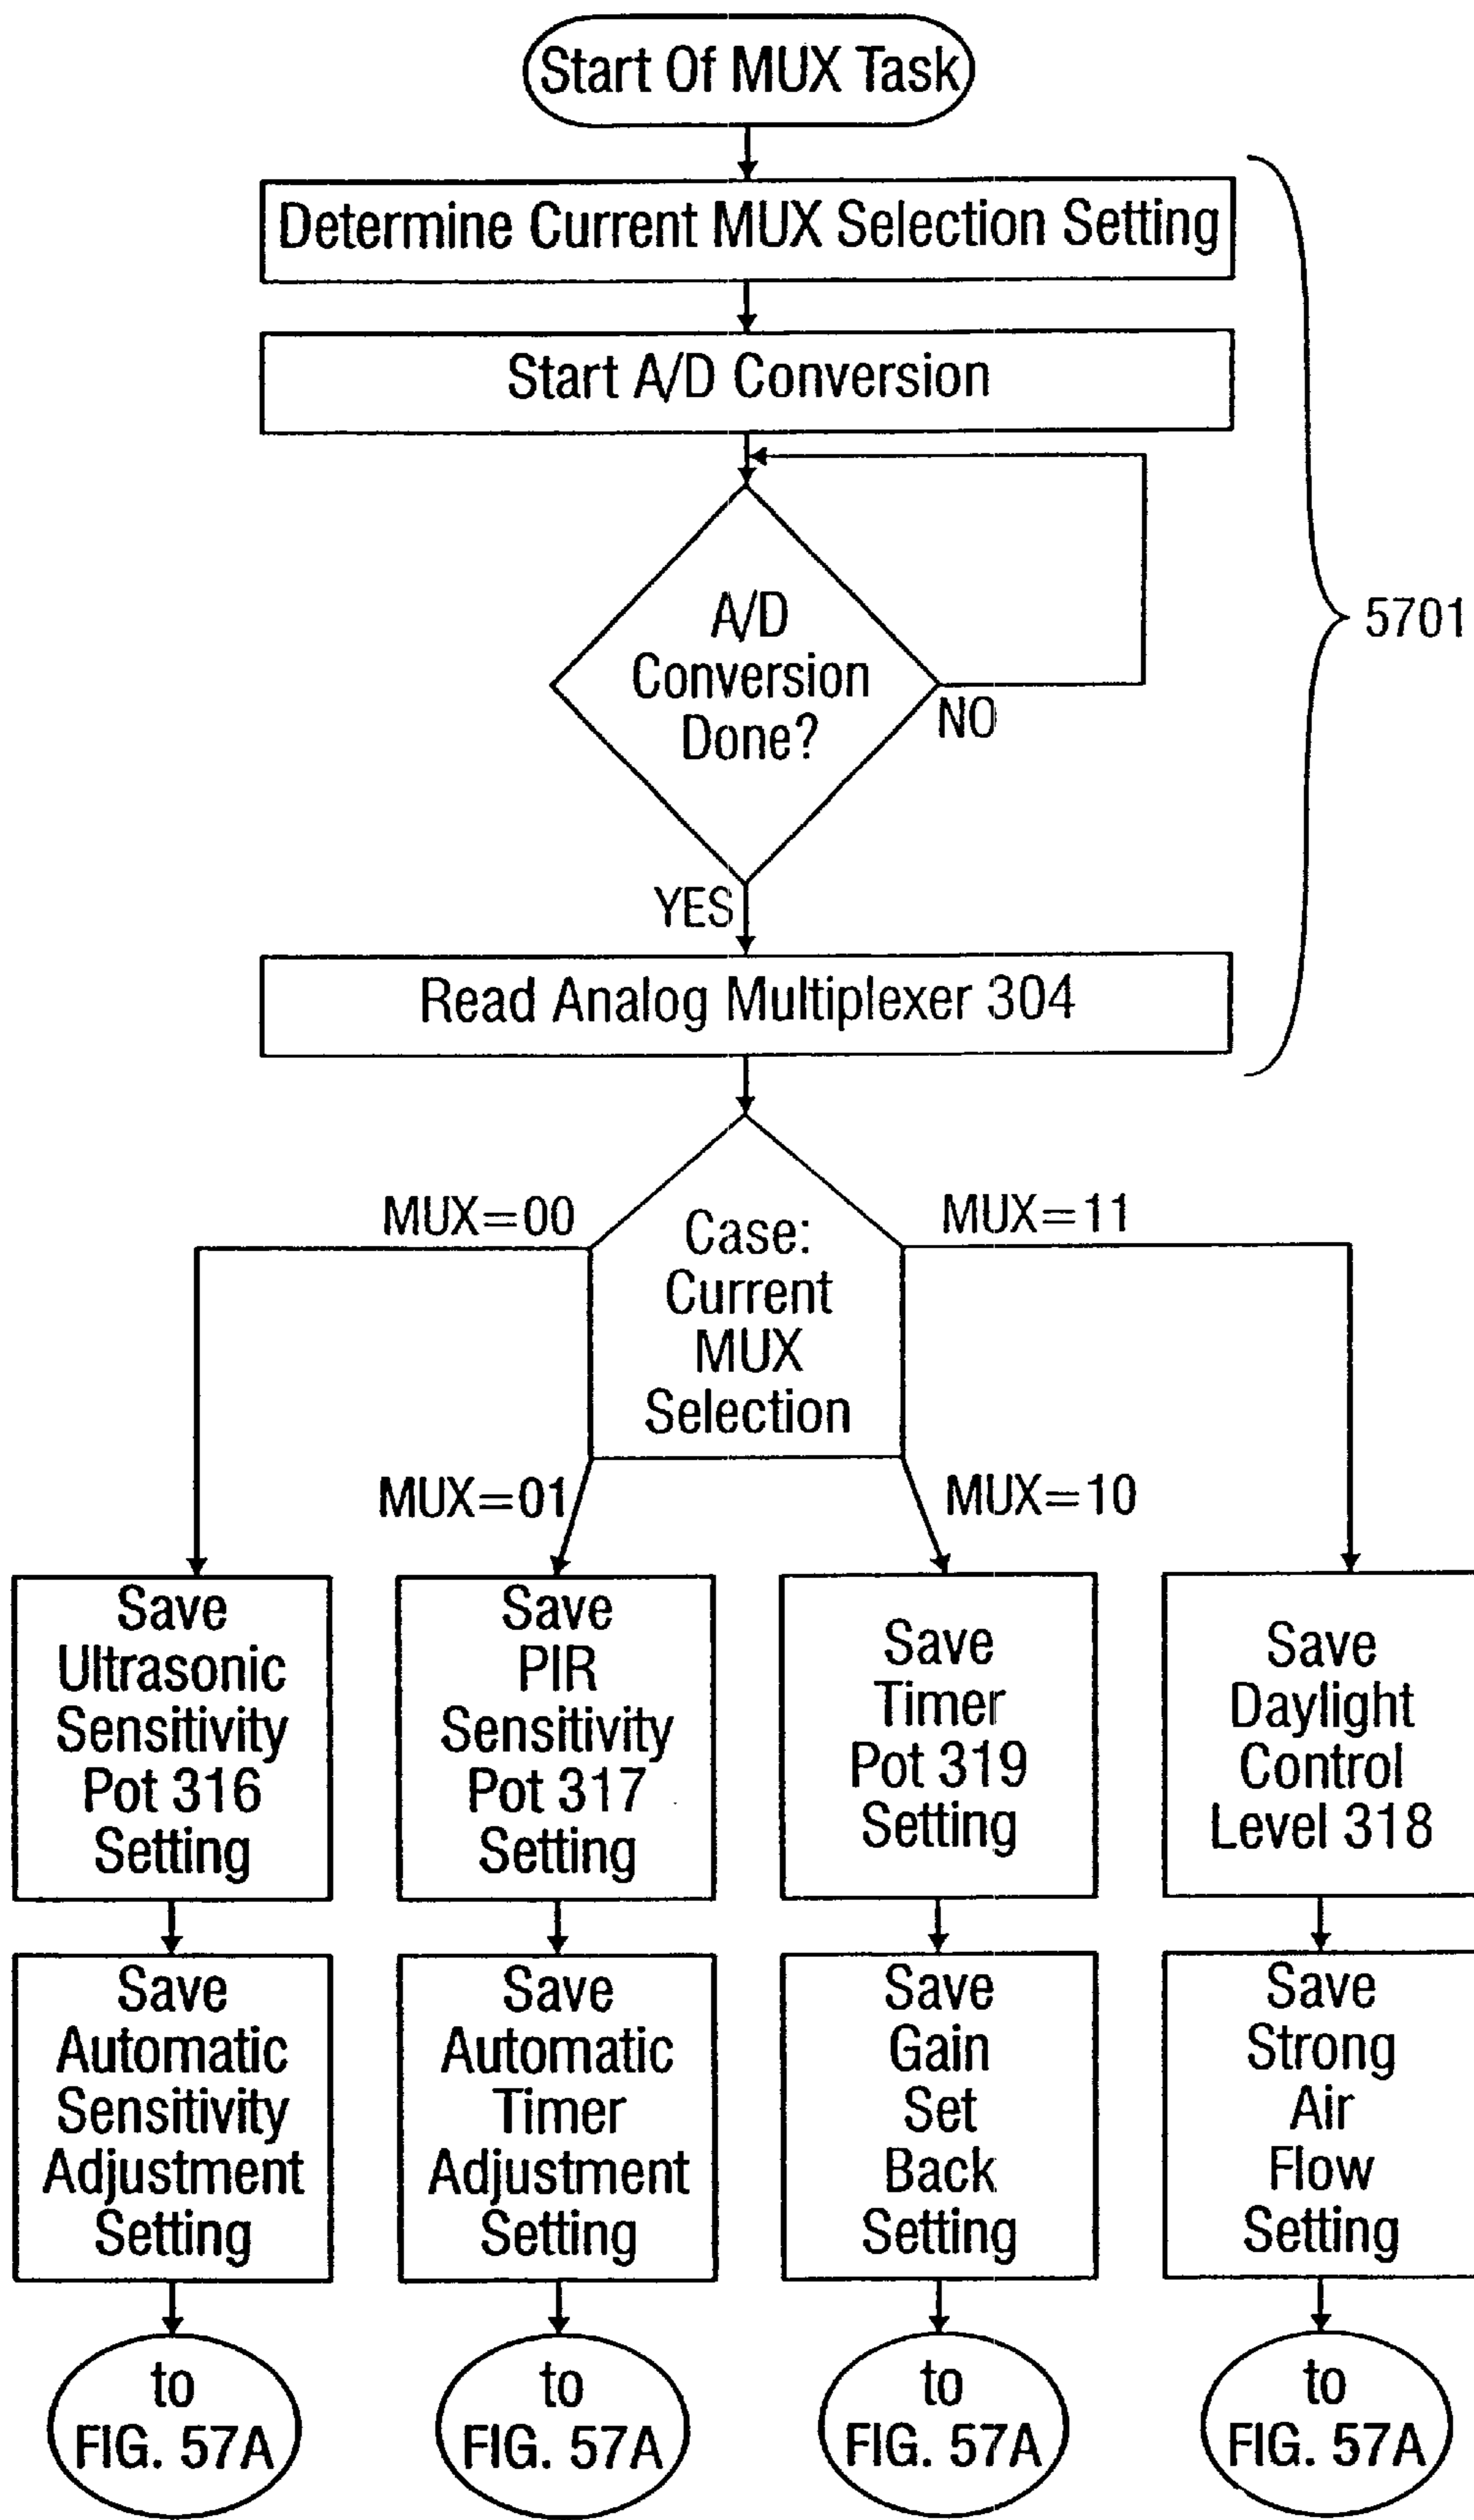 Start Of MUX Task
Determine Current MUX Selection Setting
Start A/D Conversion
A/D
Conversion
Done?
NO
5701
YES
Read Analog Multiplexer 304
MUX=00
Case:
Current
MUX
Selection
MUX=11
MUX=01
MUX=10
Save
Ultrasonic
Sensitivity
Pot 316
Setting
Save
PIR
Sensitivity
Pot 317
Setting
Save
Timer
Pot 319
Setting
Save
Daylight
Control
Level 318
Save
Automatic
Sensitivity
Adjustment
Setting
Save
Automatic
Timer
Adjustment
Setting
Save
Gain
Set
Back
Setting
Save
Strong
Air
Flow
Setting
to
FIG. 57A
to
FIG. 57A
to
FIG. 57A
to
FIG. 57A